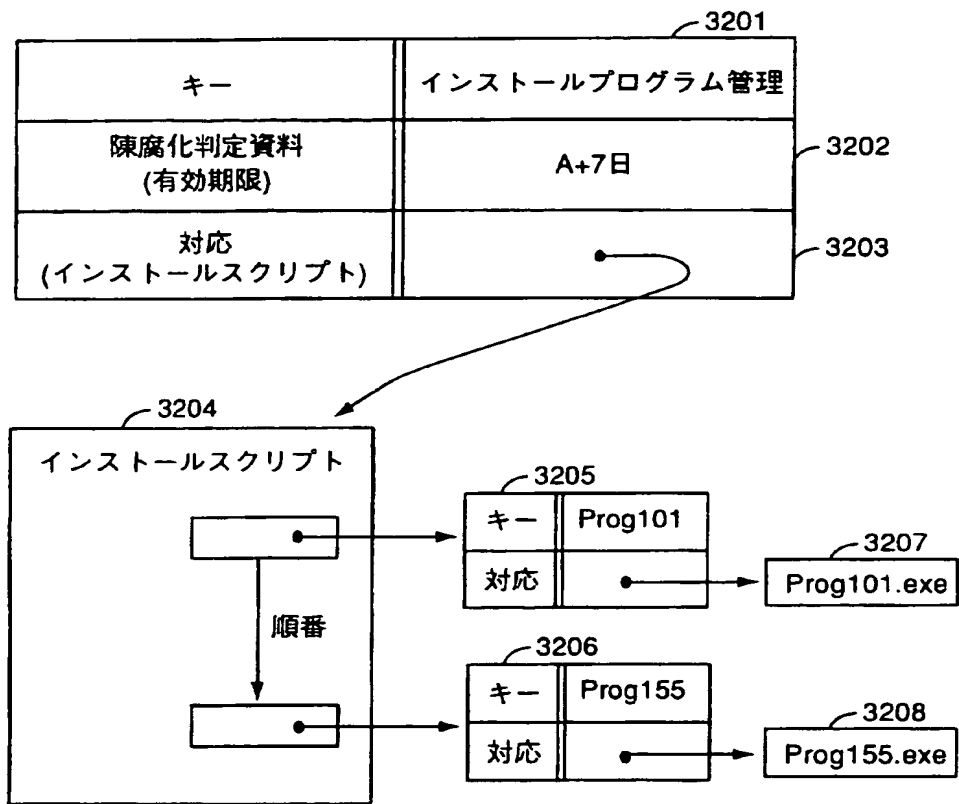 3201
キー
インストールプログラム管理
陳腐化判定資料
(有効期限)
A+7日
3202
対応
(インストールスクリプト)
3203
3204
インストールスクリプト
順番
3205
キー
Prog101
対応
3207
Prog101.exe
3206
キー
Prog155
対応
3208
Prog155.exe